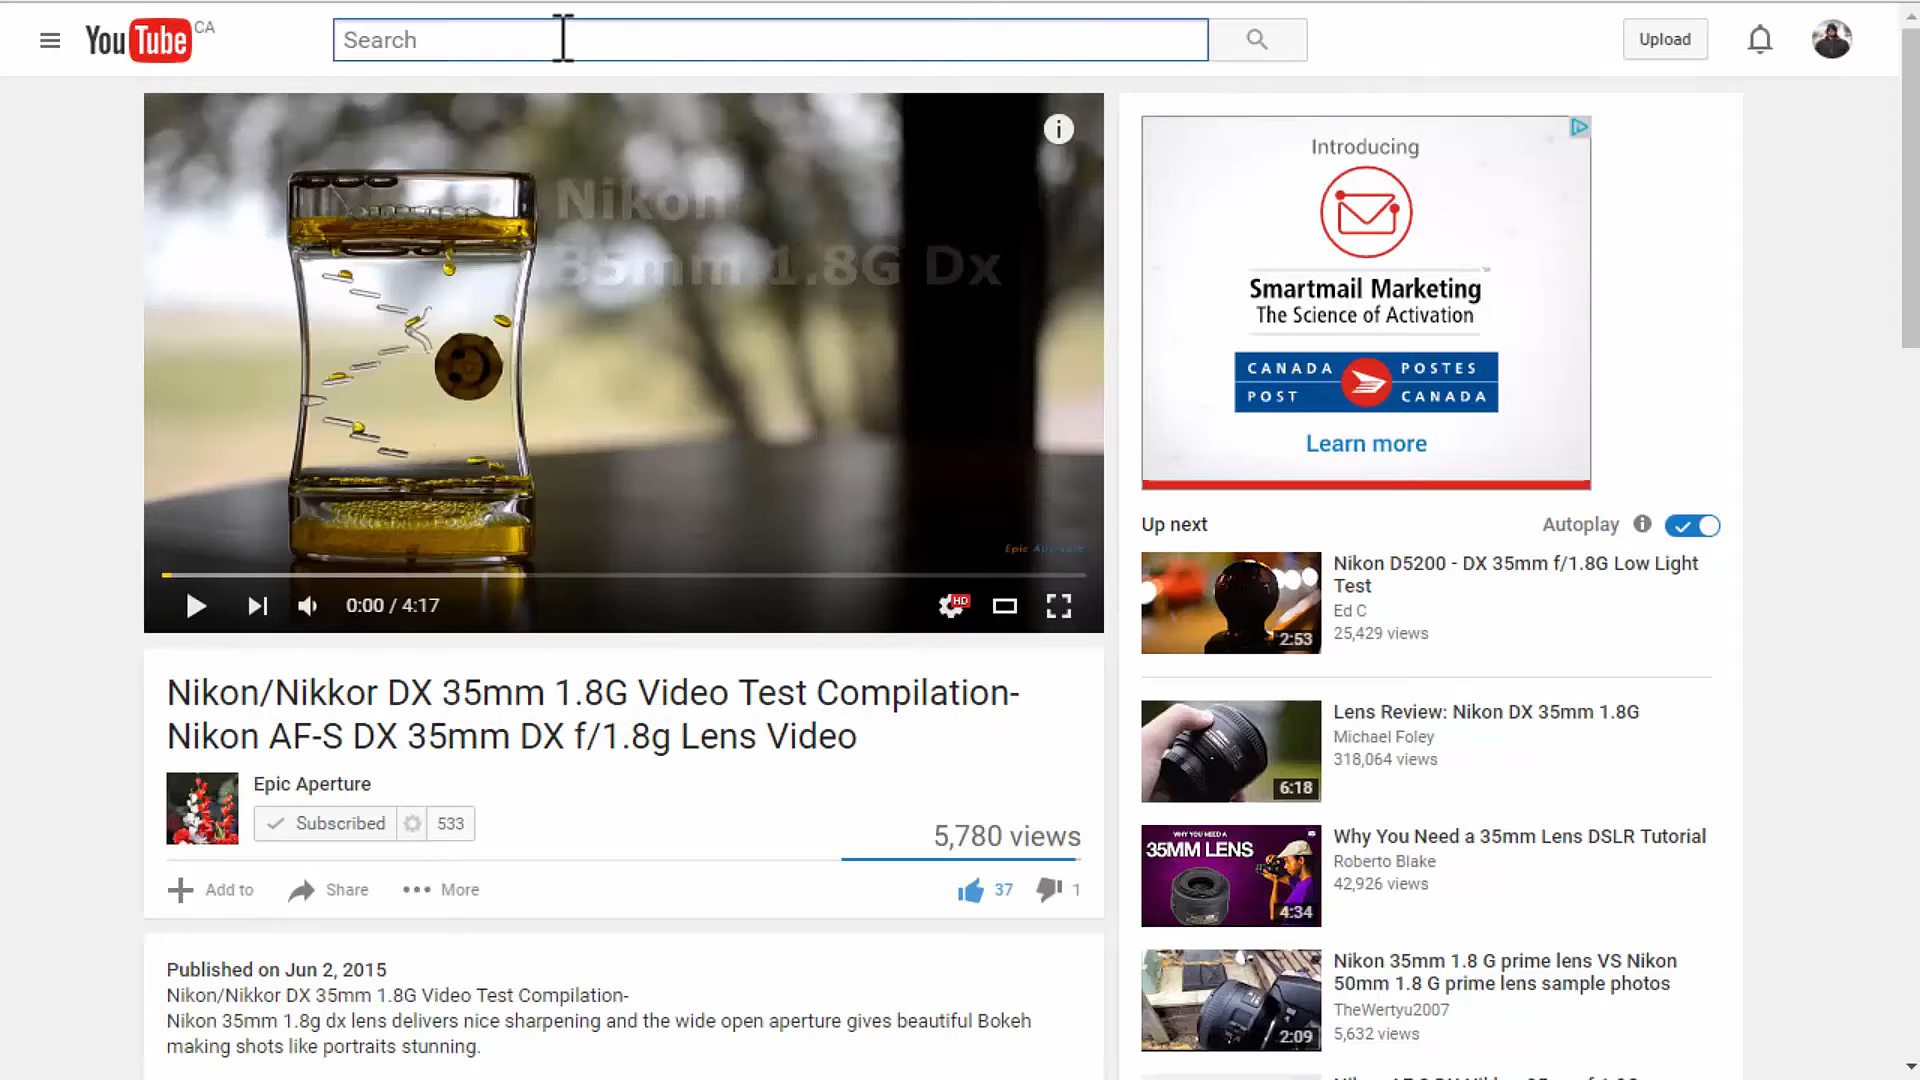 YouTube CA
Search
Upload
Nikon
35mm 1.8G Dx
Epic Aperture
0:00 / 4:17
HD
Introducing
Smartmail Marketing
The Science of Activation
CANADA POSTES
POST CANADA
Learn more
Up next
Autoplay
Nikon/Nikkor DX 35mm 1.8G Video Test Compilation-
Nikon AF-S DX 35mm DX f/1.8g Lens Video
Epic Aperture
Subscribed 533
5,780 views
Add to Share More
37 1
Published on Jun 2, 2015
Nikon/Nikkor DX 35mm 1.8G Video Test Compilation-
Nikon 35mm 1.8g dx lens delivers nice sharpening and the wide open aperture gives beautiful Bokeh
making shots like portraits stunning.
2:53
Nikon D5200 - DX 35mm f/1.8G Low Light
Test
Ed C
25,429 views
6:18
Lens Review: Nikon DX 35mm 1.8G
Michael Foley
318,064 views
WHY YOU NEED A
35MM LENS
4:34
Why You Need a 35mm Lens DSLR Tutorial
Roberto Blake
42,926 views
2:09
Nikon 35mm 1.8 G prime lens VS Nikon
50mm 1.8 G prime lens sample photos
TheWertyu2007
5,632 views